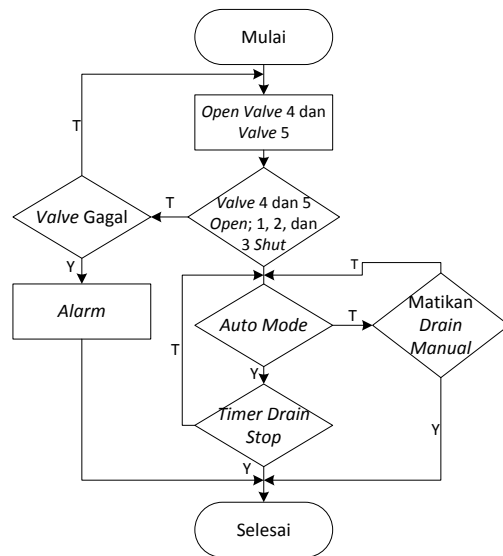 Mulai
Open Valve 4 dan
Valve 5
T
Valve 4 dan 5
Open; 1, 2, dan
3 Shut
T
Valve Gagal
Y
Alarm
T
Auto Mode
T
Matikan
Drain
Manual
T
Y
Timer Drain
Stop
Y
Y
Selesai